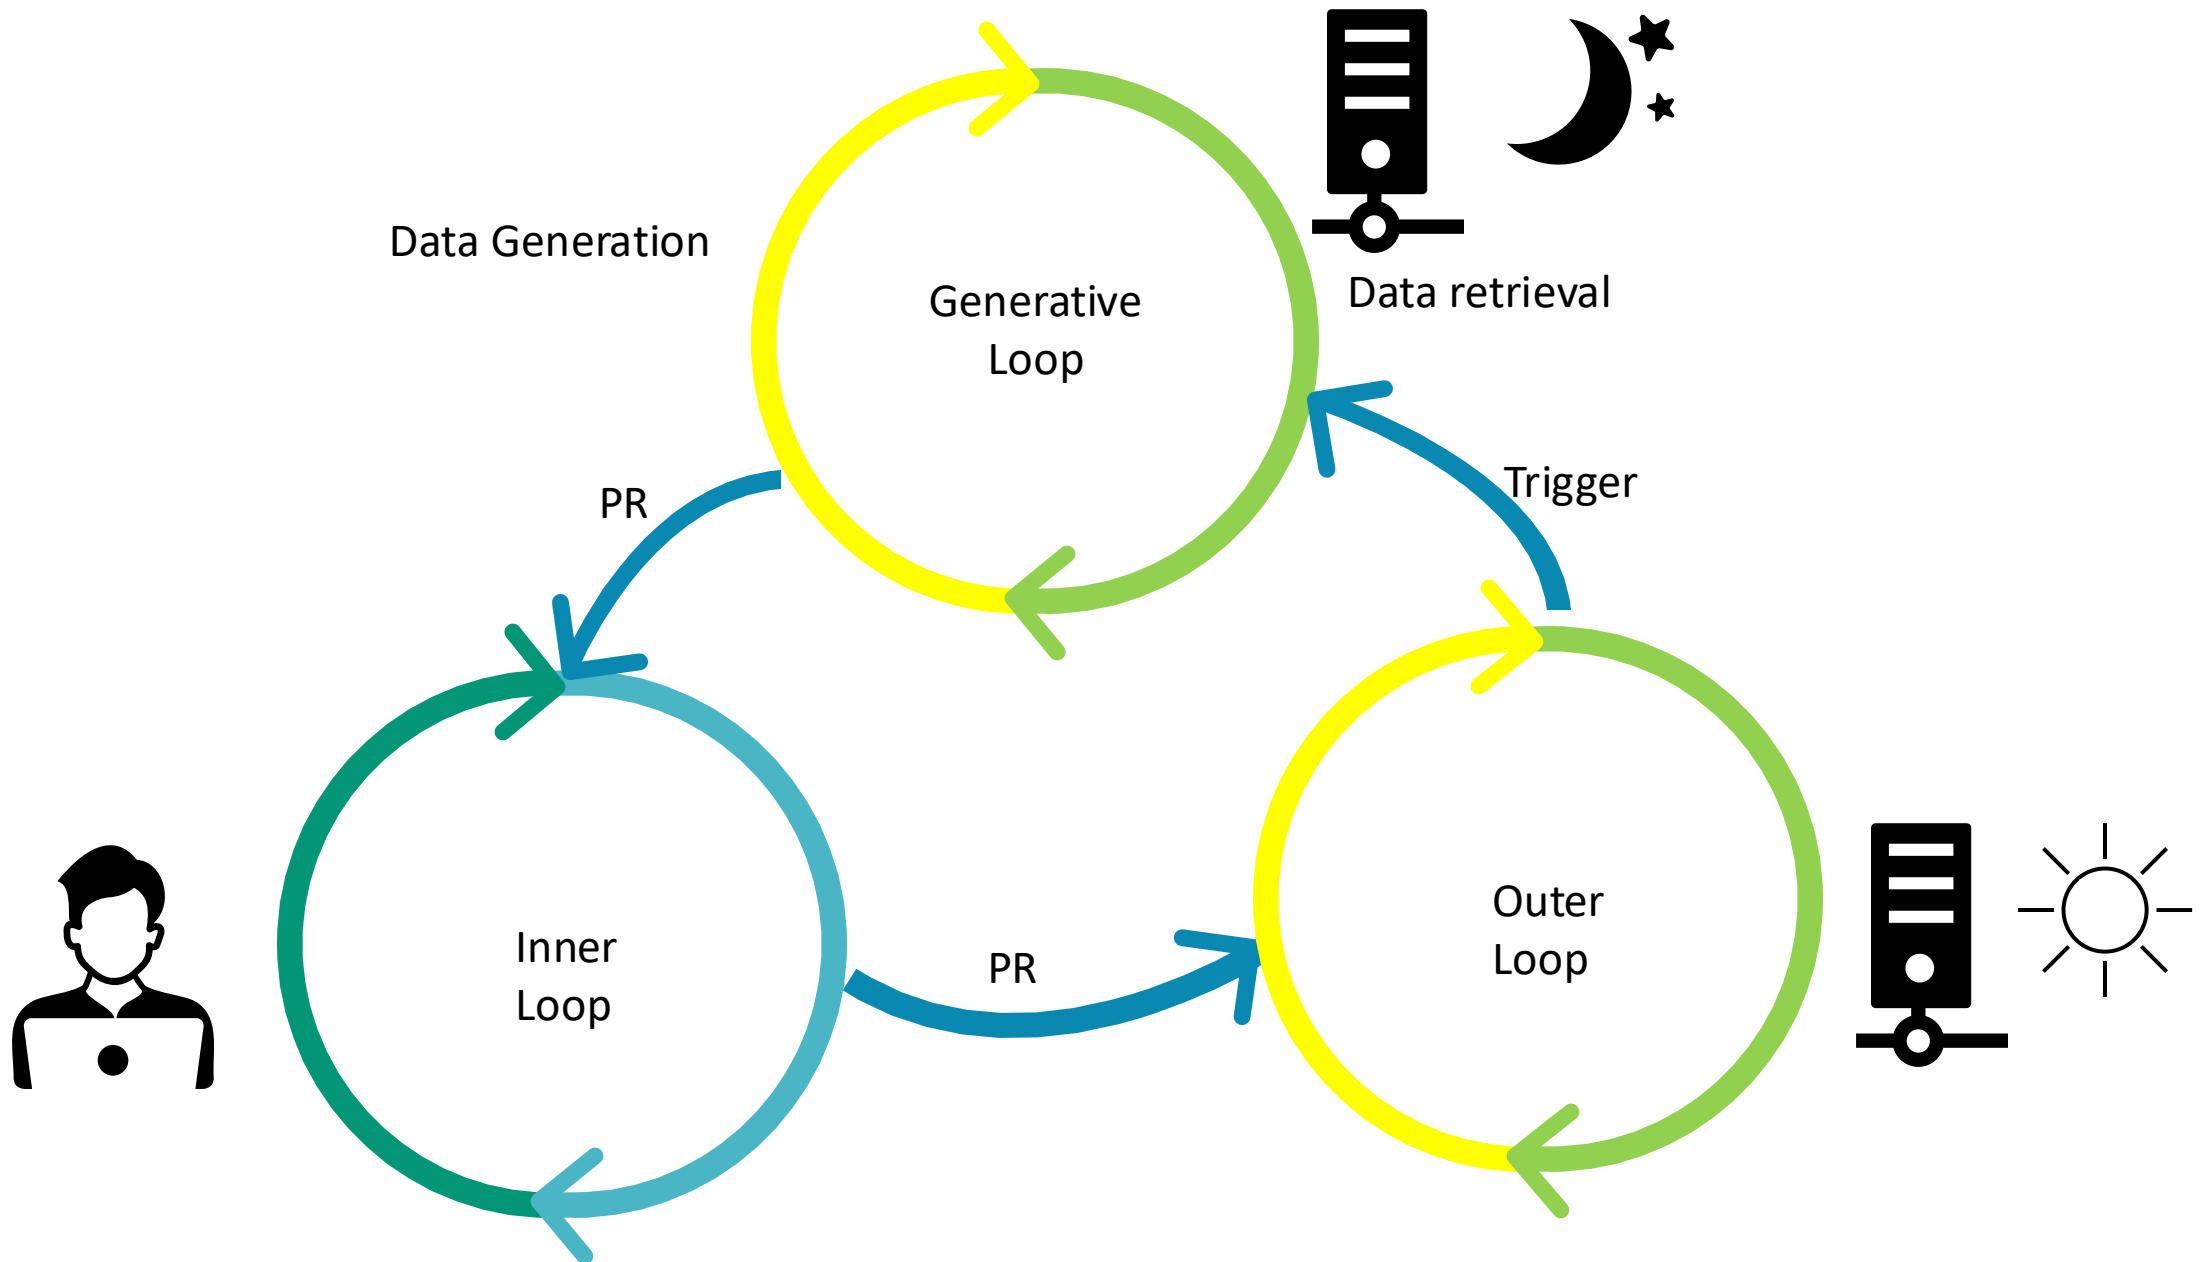 Data Generation
Generative
Loop
Data retrieval
PR
Trigger
Inner
Loop
PR
Outer
Loop